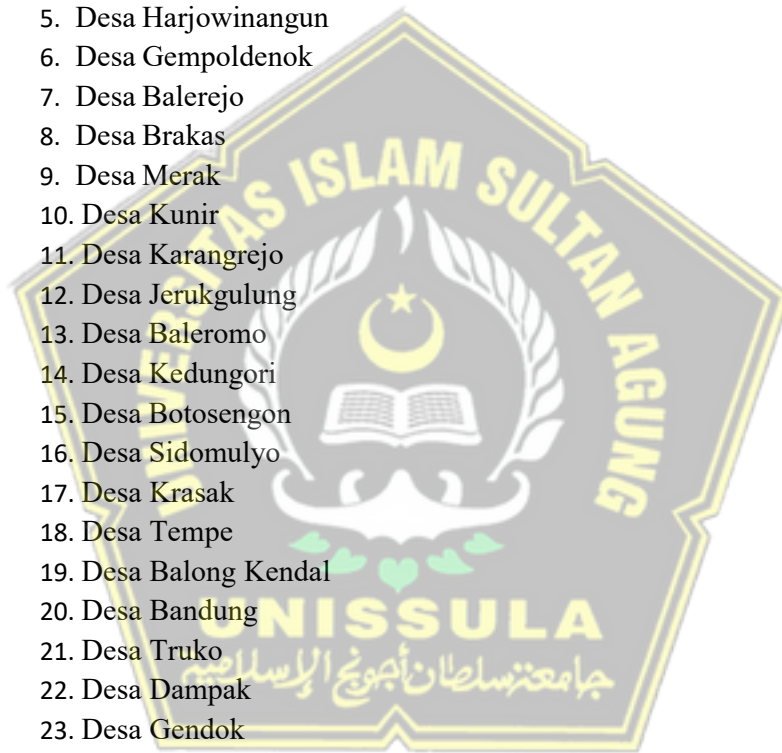 5. Desa Harjowinangun
6. Desa Gempoldenok
7. Desa Balerejo
8. Desa Brakas
9. Desa Merak
10. Desa Kunir
11. Desa Karangrejo
12. Desa Jerukgulung
13. Desa Baleromo
14. Desa Kedungori
15. Desa Botosengon
16. Desa Sidomulyo
17. Desa Krasak
18. Desa Tempe
19. Desa Balong Kendal
20. Desa Bandung
21. Desa Truko
22. Desa Dampak
23. Desa Gendok
UNIVERSITAS ISLAM SULTAN AGUNG
UNISSULA
جامعة سلطان أجونج الإسلامية